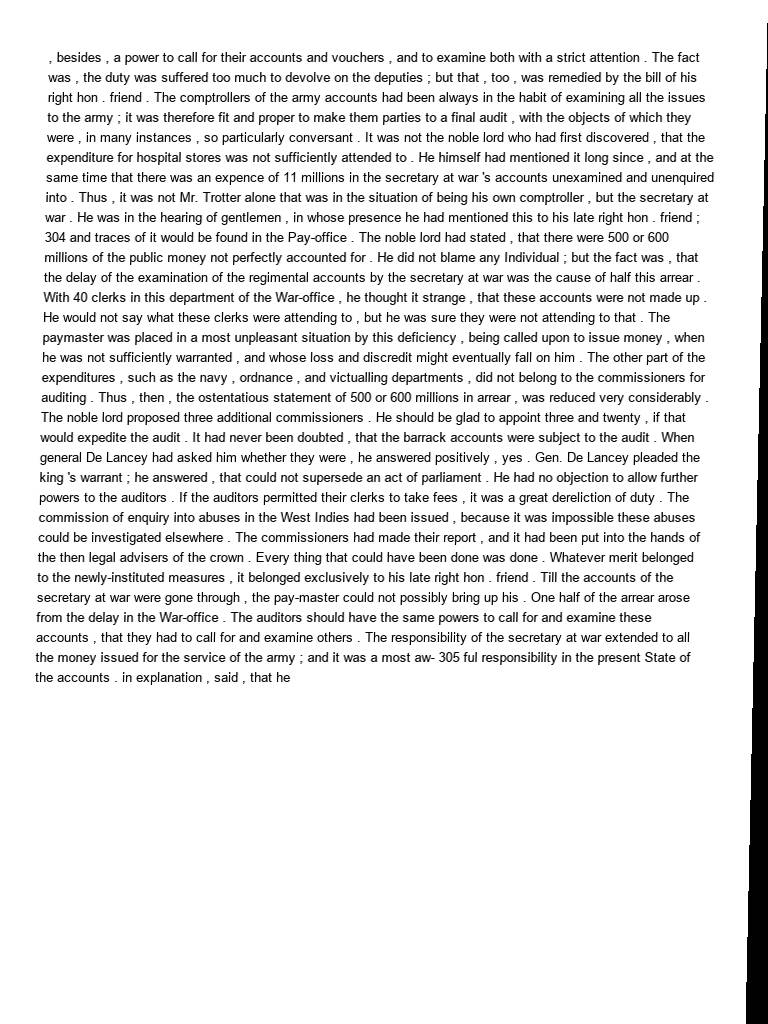 , besides , a power to call for their accounts and vouchers , and to examine both with a strict attention . The fact
was , the duty was suffered too much to devolve on the deputies ; but that , too , was remedied by the bill of his
right hon . friend . The comptrollers of the army accounts had been always in the habit of examining all the issues
to the army ; it was therefore fit and proper to make them parties to a final audit , with the objects of which they
were , in many instances , so particularly conversant . It was not the noble lord who had first discovered , that the
expenditure for hospital stores was not sufficiently attended to . He himself had mentioned it long since , and at the
same time that there was an expence of 11 millions in the secretary at war 's accounts unexamined and unenquired
into . Thus , it was not Mr. Trotter alone that was in the situation of being his own comptroller , but the secretary at
war . He was in the hearing of gentlemen , in whose presence he had mentioned this to his late right hon . friend ;
304 and traces of it would be found in the Pay-office . The noble lord had stated , that there were 500 or 600
millions of the public money not perfectly accounted for . He did not blame any Individual ; but the fact was , that
the delay of the examination of the regimental accounts by the secretary at war was the cause of half this arrear .
With 40 clerks in this department of the War-office , he thought it strange , that these accounts were not made up .
He would not say what these clerks were attending to , but he was sure they were not attending to that . The
paymaster was placed in a most unpleasant situation by this deficiency , being called upon to issue money , when
he was not sufficiently warranted , and whose loss and discredit might eventually fall on him . The other part of the
expenditures , such as the navy , ordnance , and victualling departments , did not belong to the commissioners for
auditing . Thus , then , the ostentatious statement of 500 or 600 millions in arrear , was reduced very considerably .
The noble lord proposed three additional commissioners . He should be glad to appoint three and twenty , if that
would expedite the audit . It had never been doubted , that the barrack accounts were subject to the audit . When
general De Lancey had asked him whether they were , he answered positively , yes . Gen. De Lancey pleaded the
king 's warrant ; he answered , that could not supersede an act of parliament . He had no objection to allow further
powers to the auditors . If the auditors permitted their clerks to take fees , it was a great dereliction of duty . The
commission of enquiry into abuses in the West Indies had been issued , because it was impossible these abuses
could be investigated elsewhere . The commissioners had made their report , and it had been put into the hands of
the then legal advisers of the crown . Every thing that could have been done was done . Whatever merit belonged
to the newly-instituted measures , it belonged exclusively to his late right hon . friend . Till the accounts of the
secretary at war were gone through , the pay-master could not possibly bring up his . One half of the arrear arose
from the delay in the War-office . The auditors should have the same powers to call for and examine these
accounts , that they had to call for and examine others . The responsibility of the secretary at war extended to all
the money issued for the service of the army ; and it was a most aw- 305 ful responsibility in the present State of
the accounts . in explanation , said , that he